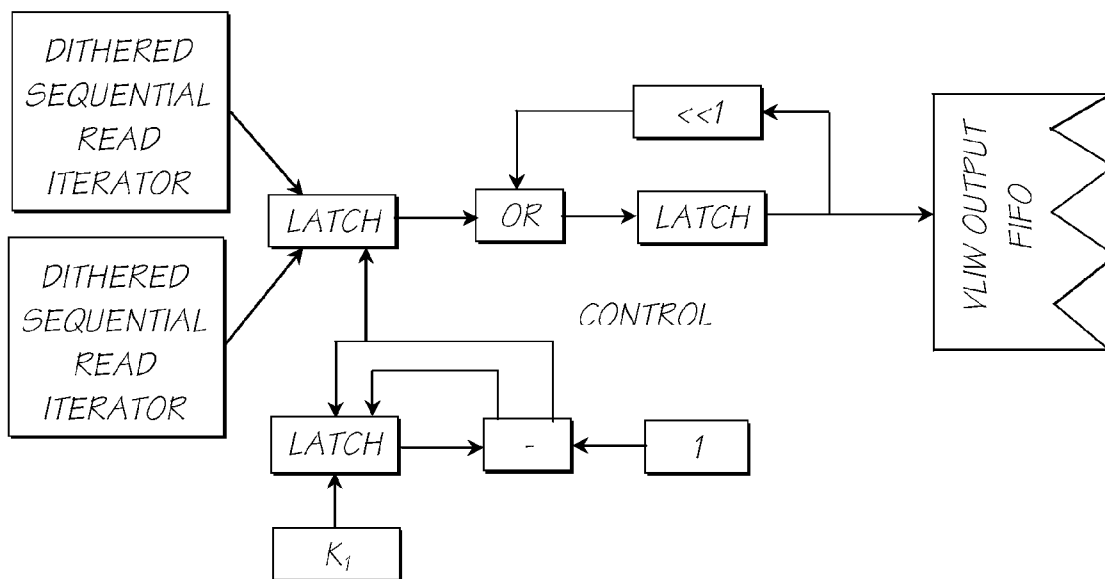 DITHERED
SEQUENTIAL
READ
ITERATOR
<<1
LATCH
OR
LATCH
VLIW OUTPUT
FIFO
DITHERED
SEQUENTIAL
READ
ITERATOR
CONTROL
LATCH
-
1
K₁